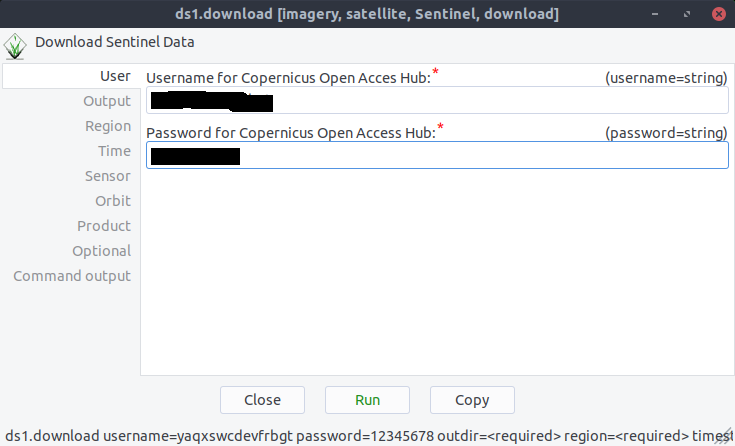 ds1.download [imagery, satellite, Sentinel, download]
Download Sentinel Data
User
Output
Region
Time
Sensor
Orbit
Product
Optional
Command output
Username for Copernicus Open Acces Hub:* (username=string)
Password for Copernicus Open Access Hub:* (password=string)
Close Run Copy
ds1.download username=yaqxswcdevfrbgt password=12345678 outdir=<required> region=<required> timest